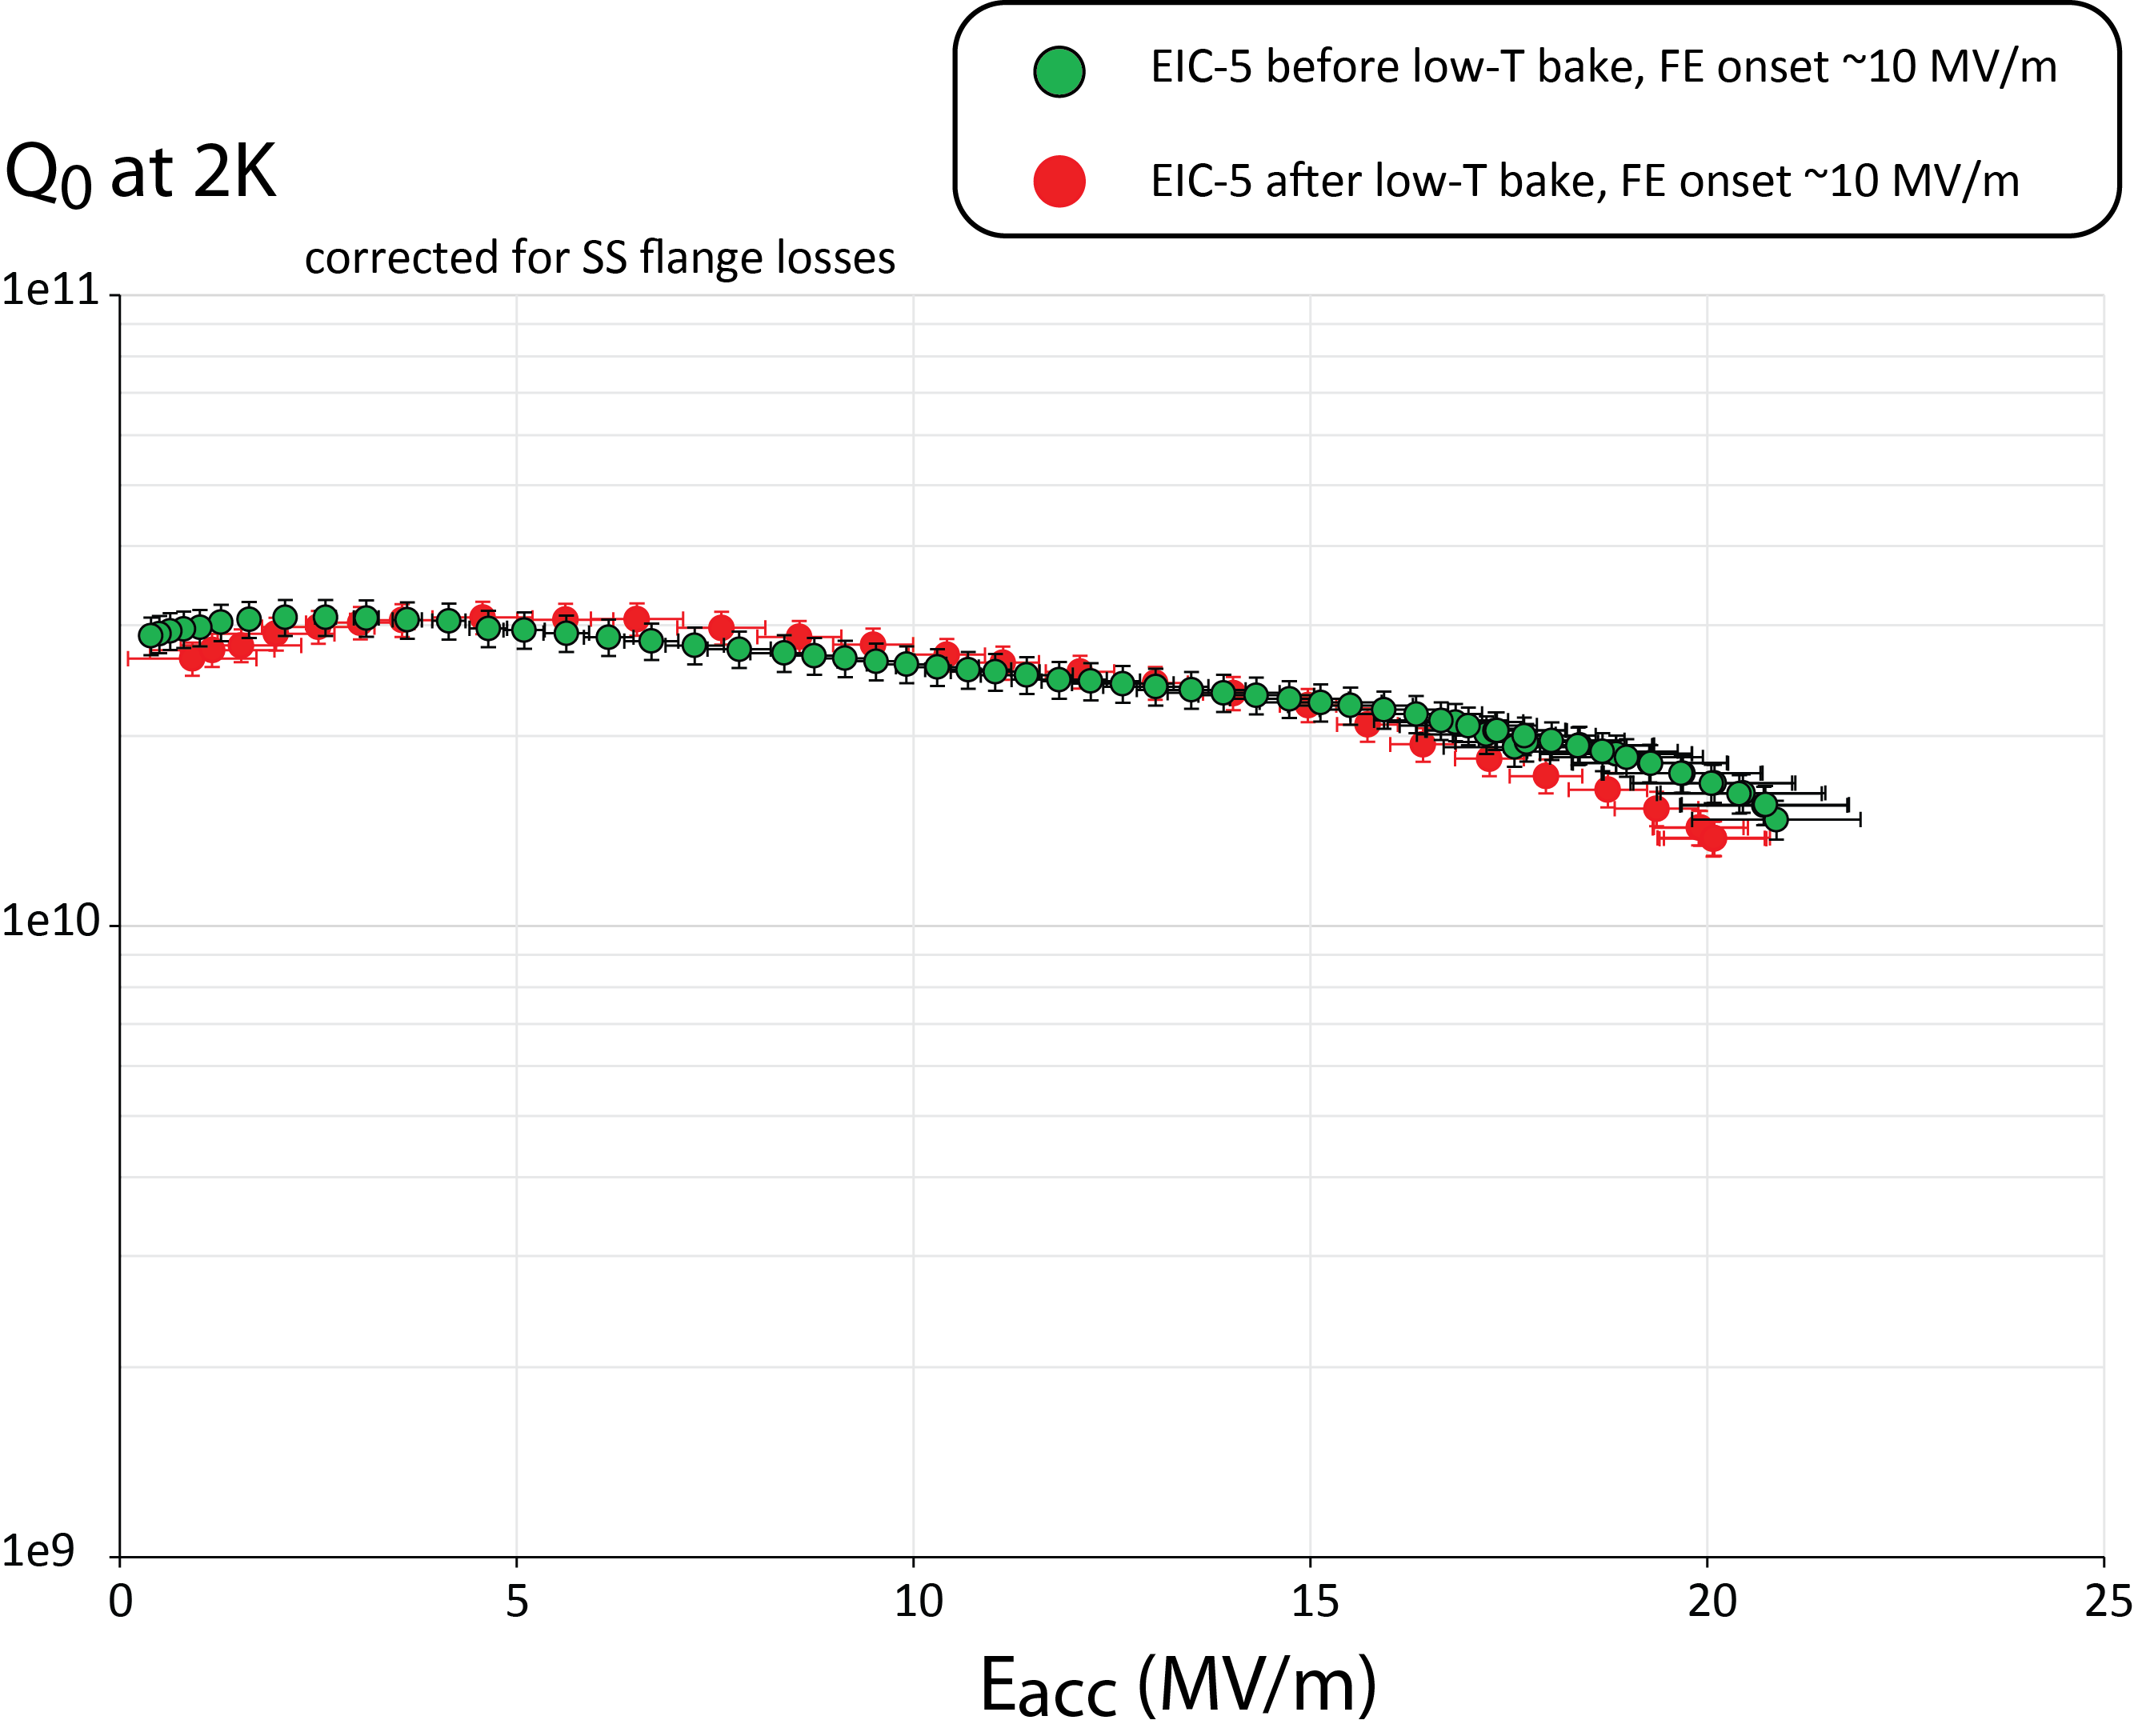 EIC-5 before low-T bake, FE onset ~10 MV/m
EIC-5 after low-T bake, FE onset ~10 MV/m
Q0 at 2K
corrected for SS flange losses
1e11
1e10
1e9
0 5 10 15 20 25
Eacc (MV/m)